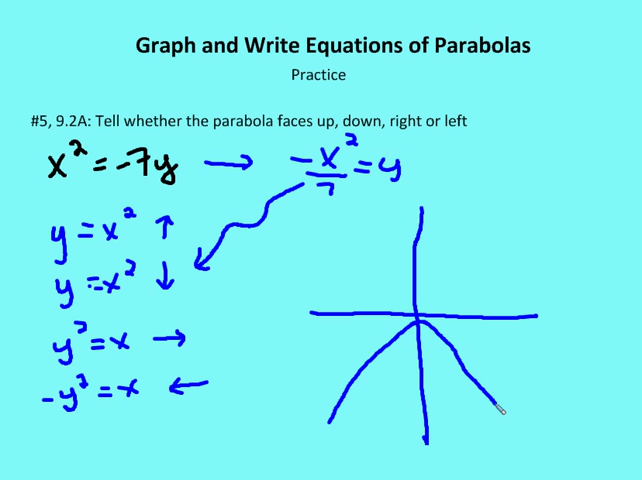 Graph and Write Equations of Parabolas
Practice
#5, 9.2A: Tell whether the parabola faces up, down, right or left
x² = -7y → -x²/7 = y
y = x² ↑
y = -x² ↓
y² = x →
-y² = x ←